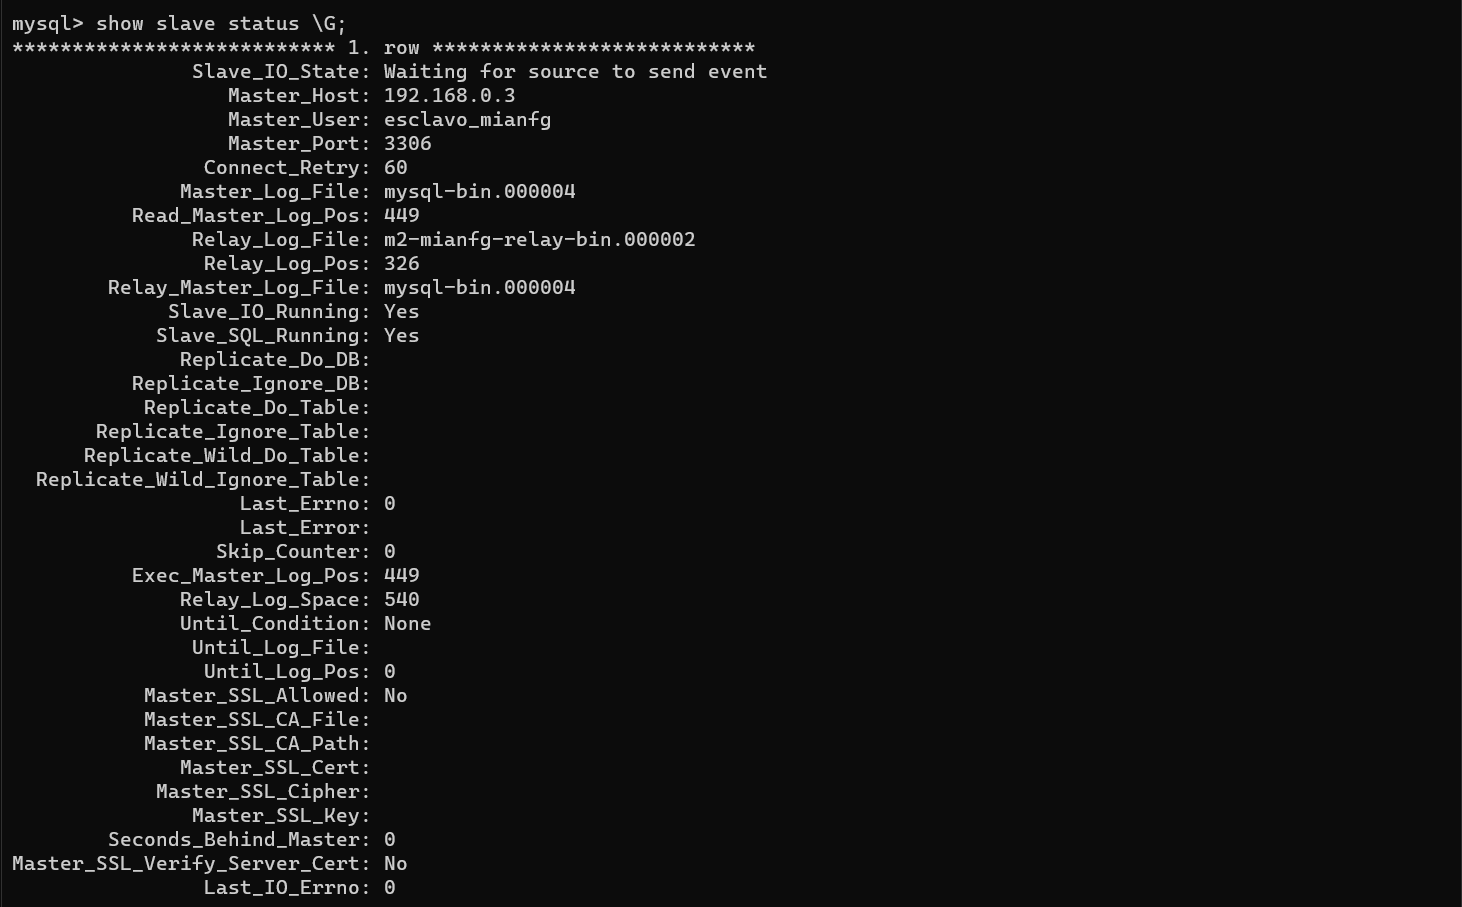 mysql> show slave status \G;
*************************** 1. row ***************************
Slave_IO_State: Waiting for source to send event
Master_Host: 192.168.0.3
Master_User: esclavo_mianfg
Master_Port: 3306
Connect_Retry: 60
Master_Log_File: mysql-bin.000004
Read_Master_Log_Pos: 449
Relay_Log_File: m2-mianfg-relay-bin.000002
Relay_Log_Pos: 326
Relay_Master_Log_File: mysql-bin.000004
Slave_IO_Running: Yes
Slave_SQL_Running: Yes
Replicate_Do_DB:
Replicate_Ignore_DB:
Replicate_Do_Table:
Replicate_Ignore_Table:
Replicate_Wild_Do_Table:
Replicate_Wild_Ignore_Table:
Last_Errno: 0
Last_Error:
Skip_Counter: 0
Exec_Master_Log_Pos: 449
Relay_Log_Space: 540
Until_Condition: None
Until_Log_File:
Until_Log_Pos: 0
Master_SSL_Allowed: No
Master_SSL_CA_File:
Master_SSL_CA_Path:
Master_SSL_Cert:
Master_SSL_Cipher:
Master_SSL_Key:
Seconds_Behind_Master: 0
Master_SSL_Verify_Server_Cert: No
Last_IO_Errno: 0